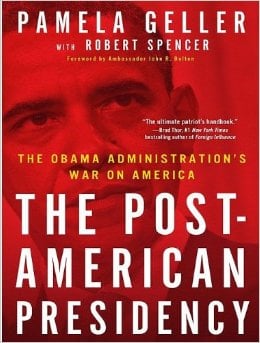 PAMELA GELLER
WITH ROBERT SPENCER
Foreword by Ambassador John R. Bolton
"The ultimate patriot's handbook."
—Brad Thor, #1 New York Times
bestselling author of Foreign Influence
THE OBAMA ADMINISTRATION'S
WAR ON AMERICA
THE POST-
AMERICAN
PRESIDENCY